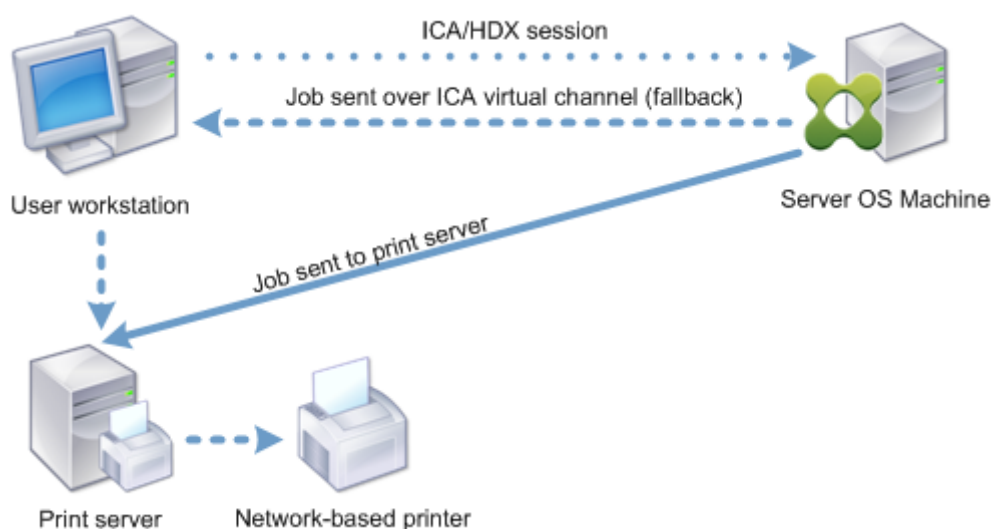 ICA/HDX session
Job sent over ICA virtual channel (fallback)
User workstation
Server OS Machine
Job sent to print server
Print server
Network-based printer